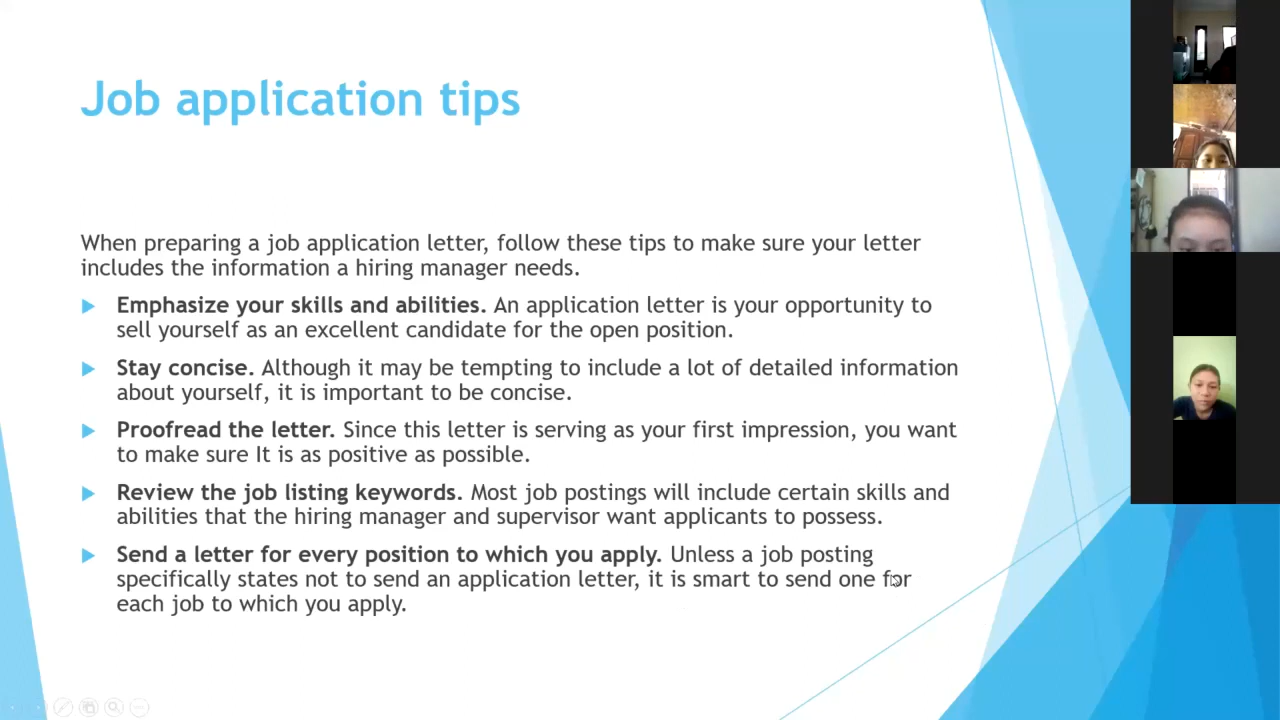 Job application tips
When preparing a job application letter, follow these tips to make sure your letter
includes the information a hiring manager needs.
Emphasize your skills and abilities. An application letter is your opportunity to
sell yourself as an excellent candidate for the open position.
Stay concise. Although it may be tempting to include a lot of detailed information
about yourself, it is important to be concise.
Proofread the letter. Since this letter is serving as your first impression, you want
to make sure It is as positive as possible.
Review the job listing keywords. Most job postings will include certain skills and
abilities that the hiring manager and supervisor want applicants to possess.
Send a letter for every position to which you apply. Unless a job posting
specifically states not to send an application letter, it is smart to send one for
each job to which you apply.